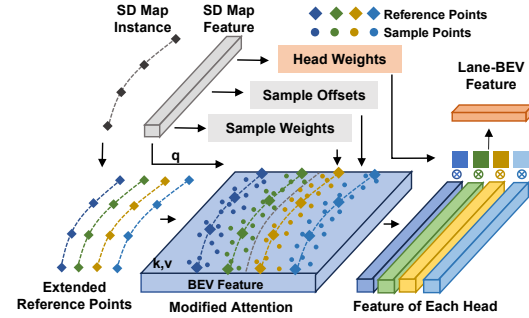 SD Map
Instance
SD Map
Feature
Reference Points
Sample Points
Head Weights
Sample Offsets
Sample Weights
Lane-BEV
Feature
q
k,v
BEV Feature
Extended
Reference Points
Modified Attention
Feature of Each Head